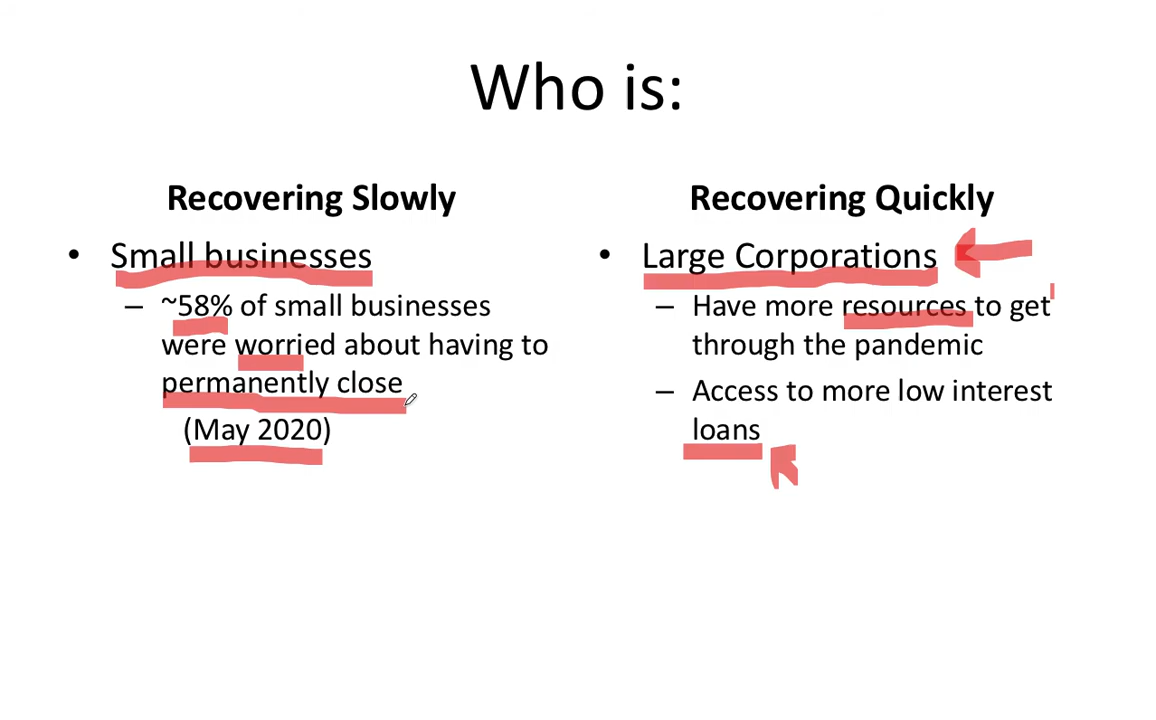 Who is:
Recovering Slowly
• Small businesses
– ~58% of small businesses
were worried about having to
permanently close
(May 2020)
Recovering Quickly
• Large Corporations
– Have more resources to get
through the pandemic
– Access to more low interest
loans